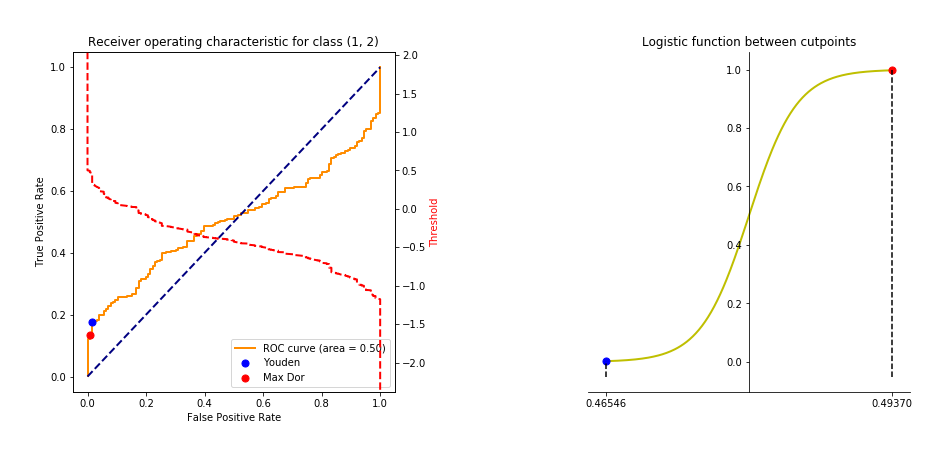 Receiver operating characteristic for class (1, 2)
True Positive Rate
1.0
0.8
0.6
0.4
0.2
0.0
0.0 0.2 0.4 0.6 0.8 1.0
False Positive Rate
2.0
1.5
1.0
0.5
0.0
−0.5
−1.0
−1.5
−2.0
Threshold
ROC curve (area = 0.50)
Youden
Max Dor
Logistic function between cutpoints
1.0
0.8
0.6
0.4
0.2
0.0
0.46546 0.49370